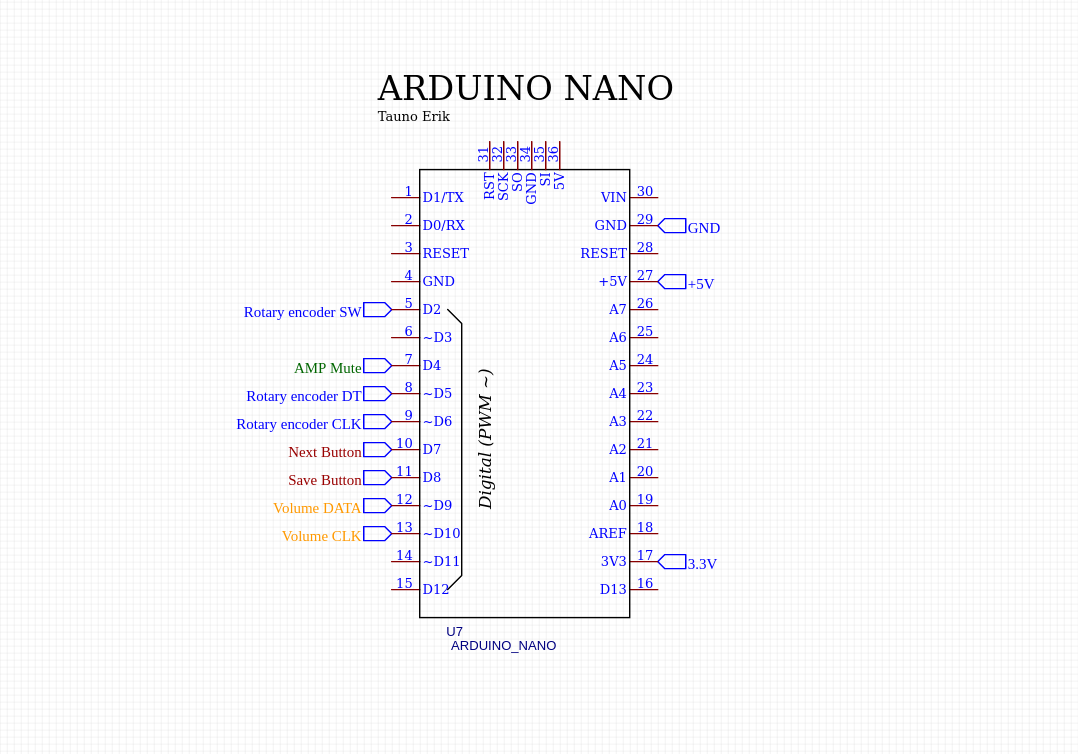 ARDUINO NANO
Tauno Erik
31 32 33 34 35 36
RST SCK SO GND SI 5V
1 D1/TX VIN 30
2 D0/RX GND 29 GND
3 RESET RESET 28
4 GND +5V 27 +5V
Rotary encoder SW 5 D2 A7 26
6 ~D3 A6 25
AMP Mute 7 D4 A5 24
Rotary encoder DT 8 ~D5 A4 23
Rotary encoder CLK 9 ~D6 A3 22
Next Button 10 D7 A2 21
Save Button 11 D8 A1 20
Volume DATA 12 ~D9 A0 19
Volume CLK 13 ~D10 AREF 18
14 ~D11 3V3 17 3.3V
15 D12 D13 16
Digital (PWM ~)
U7
ARDUINO_NANO